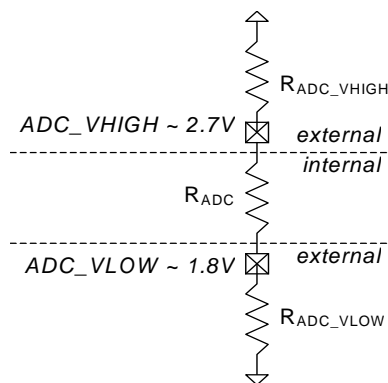 RADC_VHIGH
ADC_VHIGH ~ 2.7V
external
internal
RADC
external
ADC_VLOW ~ 1.8V
RADC_VLOW